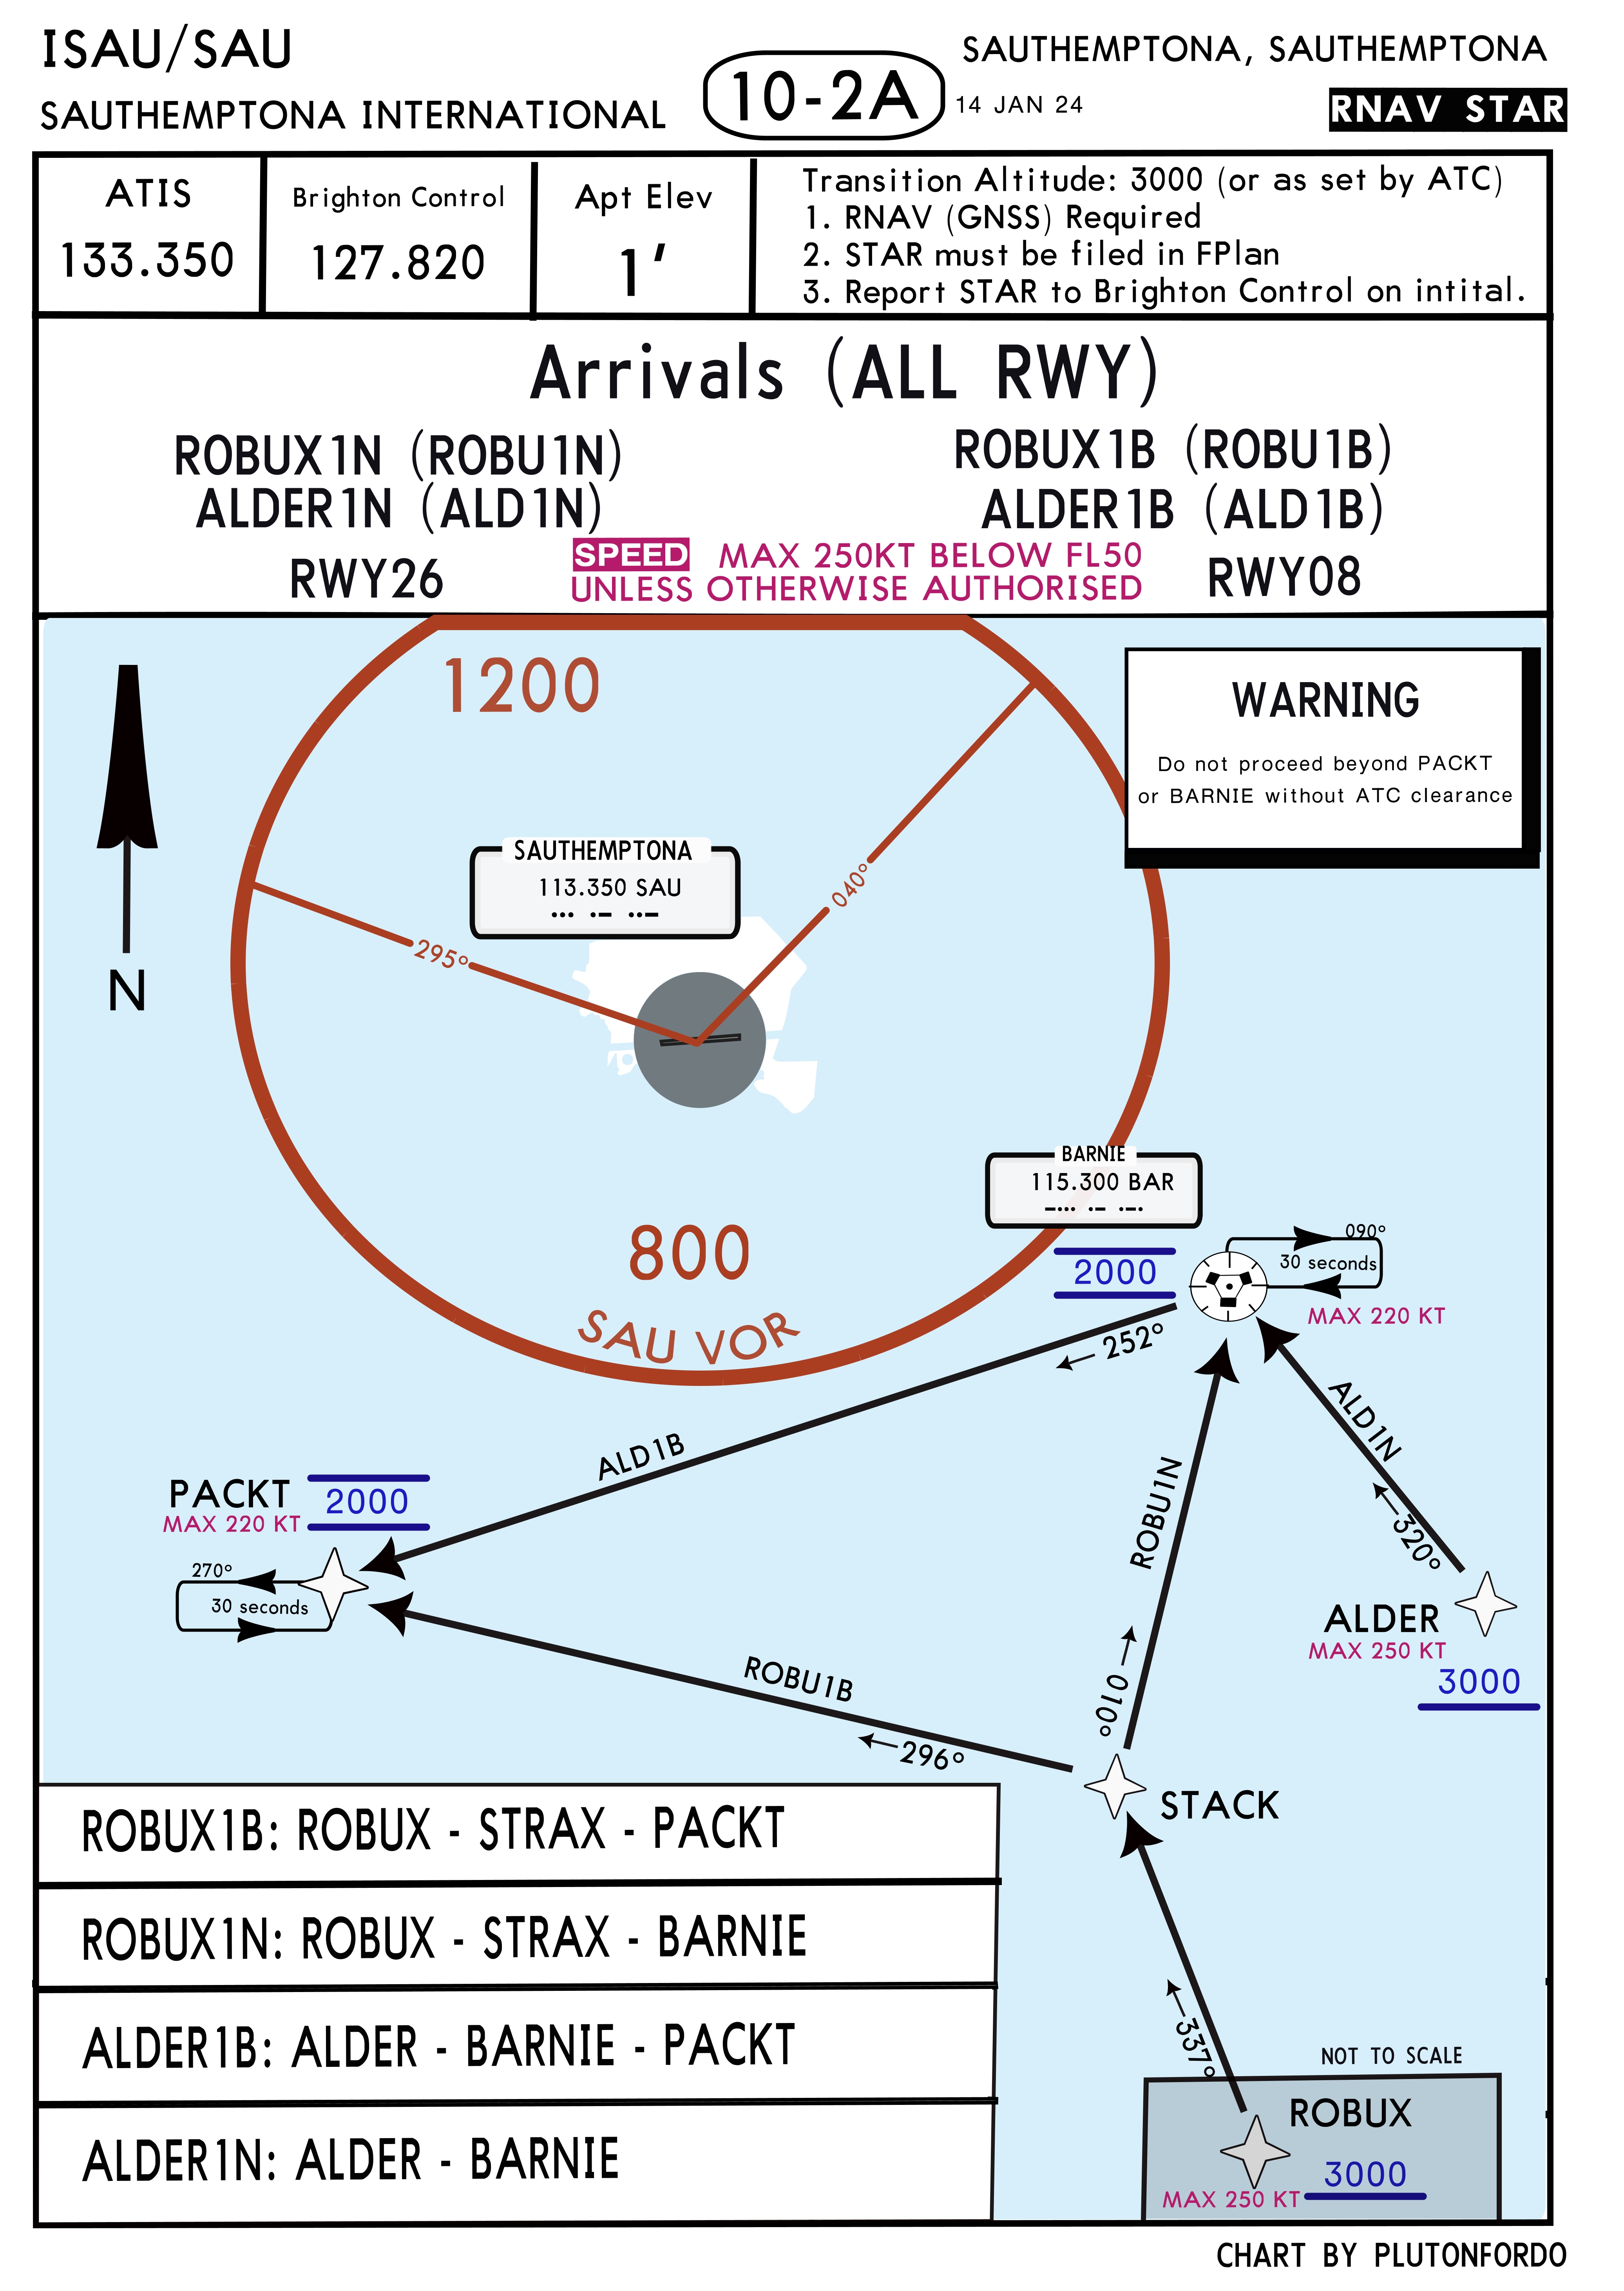 ISAU/SAU
SAUTHEMPTONA INTERNATIONAL
10-2A
14 JAN 24
SAUTHEMPTONA, SAUTHEMPTONA
RNAV STAR
ATIS
133.350
Brighton Control
127.820
Apt Elev
1'
Transition Altitude: 3000 (or as set by ATC)
1. RNAV (GNSS) Required
2. STAR must be filed in FPlan
3. Report STAR to Brighton Control on intital.
Arrivals (ALL RWY)
ROBUX1N (ROBU1N)
ALDER1N (ALD1N)
RWY26
ROBUX1B (ROBU1B)
ALDER1B (ALD1B)
RWY08
SPEED MAX 250KT BELOW FL50
UNLESS OTHERWISE AUTHORISED
1200
WARNING
Do not proceed beyond PACKT
or BARNIE without ATC clearance
N
SAUTHEMPTONA
113.350 SAU
040°
295°
BARNIE
115.300 BAR
800
SAU VOR
2000
090°
30 seconds
MAX 220 KT
252°
ALD1B
ALD1N
320°
ROBU1N
010°
PACKT
2000
MAX 220 KT
270°
30 seconds
ALDER
MAX 250 KT
3000
ROBU1B
296°
STACK
337°
ROBUX1B: ROBUX - STRAX - PACKT
ROBUX1N: ROBUX - STRAX - BARNIE
ALDER1B: ALDER - BARNIE - PACKT
ALDER1N: ALDER - BARNIE
NOT TO SCALE
ROBUX
3000
MAX 250 KT
CHART BY PLUTONFORDO